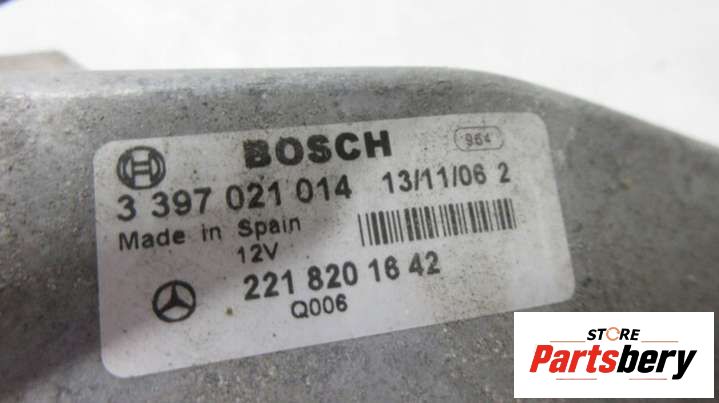 BOSCH 964
3 397 021 014 13/11/06 2
Made in Spain
12V
221 820 16 42
Q006
STORE
Partsbery